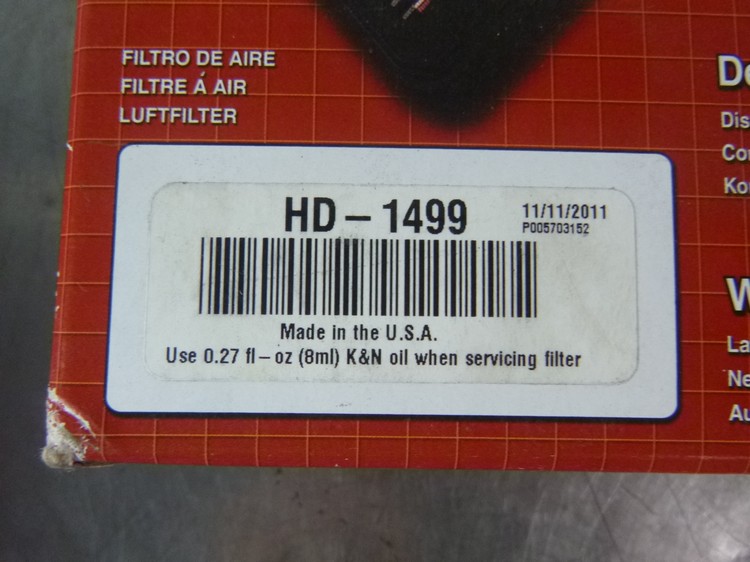 FILTRO DE AIRE
FILTRE Á AIR
LUFTFILTER
HD – 1499
11/11/2011
P005703152
Made in the U.S.A.
Use 0.27 fl – oz (8ml) K&N oil when servicing filter